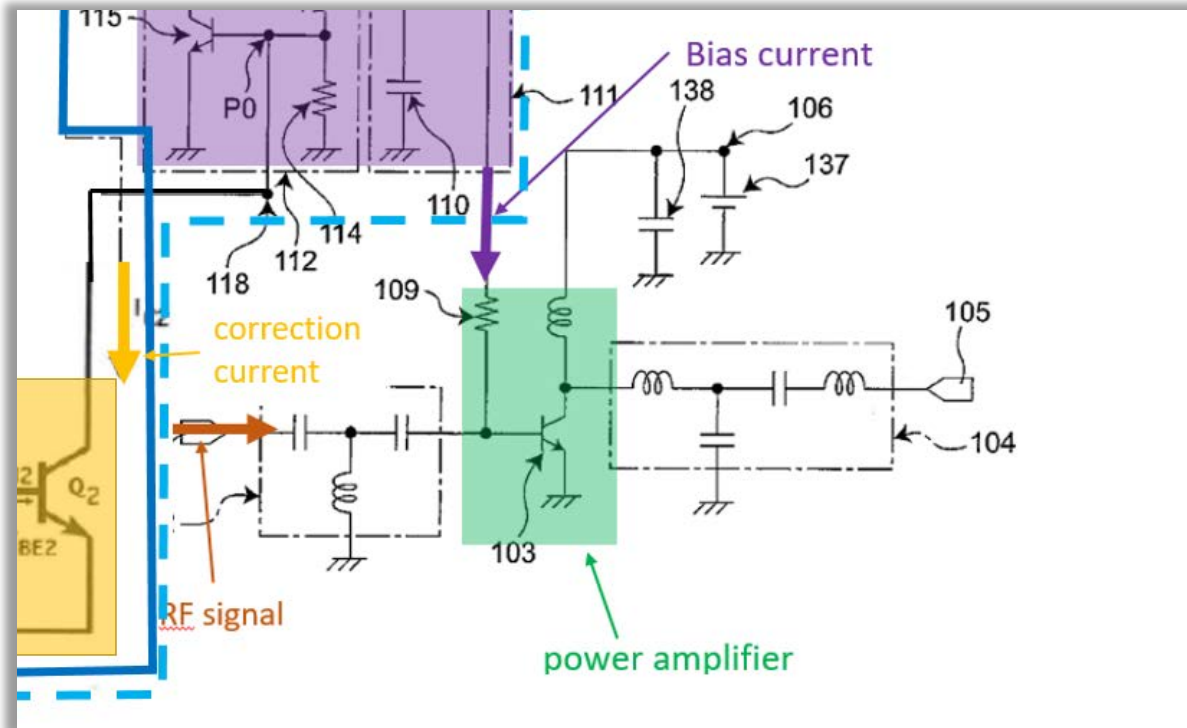 115
Bias current
P0
111
138
106
137
110
114
112
118
109
105
correction
current
104
Q2
BE2
103
RF signal
power amplifier